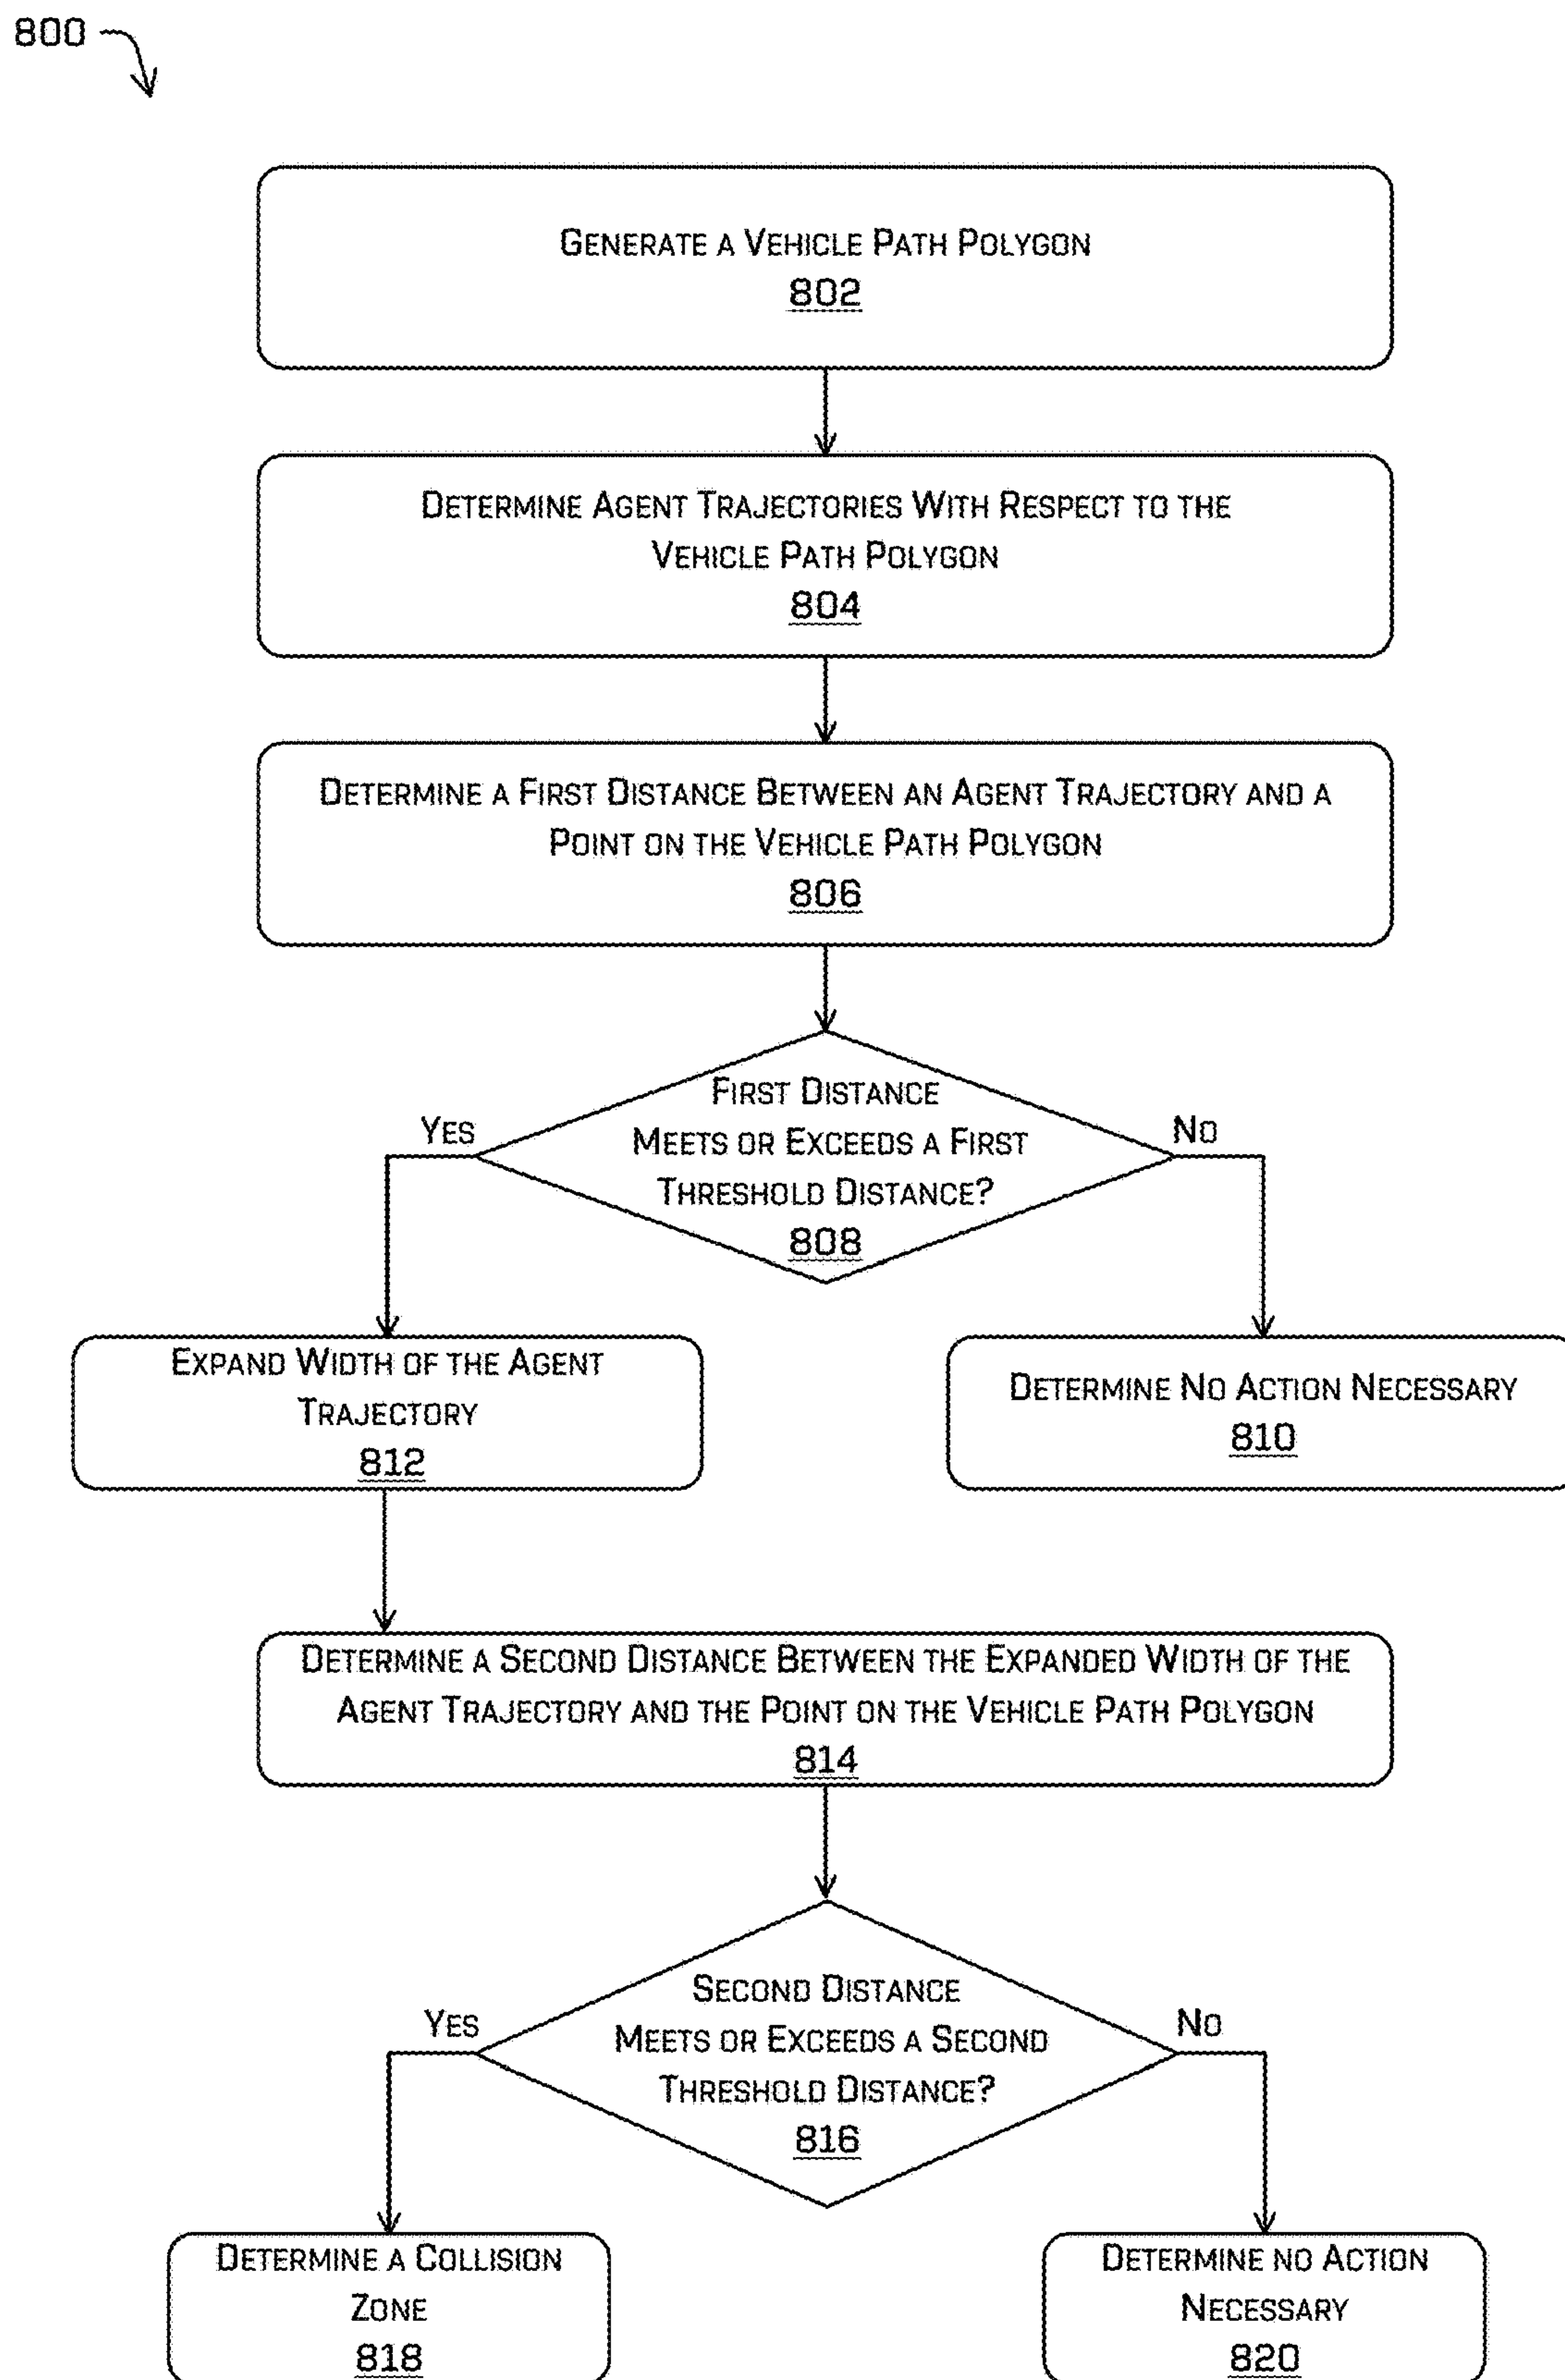 800
Generate a Vehicle Path Polygon
802
Determine Agent Trajectories With Respect to the
Vehicle Path Polygon
804
Determine a First Distance Between an Agent Trajectory and a
Point on the Vehicle Path Polygon
806
First Distance
Meets or Exceeds a First
Threshold Distance?
808
Yes
No
Expand Width of the Agent
Trajectory
812
Determine No Action Necessary
810
Determine a Second Distance Between the Expanded Width of the
Agent Trajectory and the Point on the Vehicle Path Polygon
814
Second Distance
Meets or Exceeds a Second
Threshold Distance?
816
Yes
No
Determine a Collision
Zone
818
Determine no Action
Necessary
820